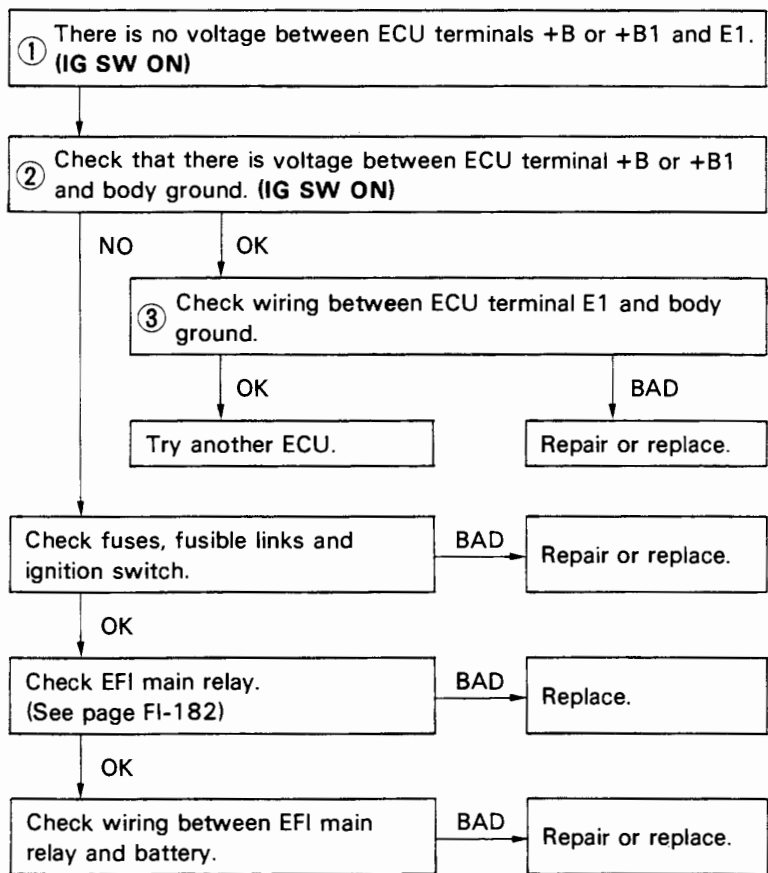 ① There is no voltage between ECU terminals +B or +B1 and E1.
(IG SW ON)
② Check that there is voltage between ECU terminal +B or +B1
and body ground. (IG SW ON)
NO
OK
③ Check wiring between ECU terminal E1 and body
ground.
OK
BAD
Try another ECU.
Repair or replace.
Check fuses, fusible links and
ignition switch.
BAD
Repair or replace.
OK
Check EFI main relay.
(See page FI-182)
BAD
Replace.
OK
Check wiring between EFI main
relay and battery.
BAD
Repair or replace.